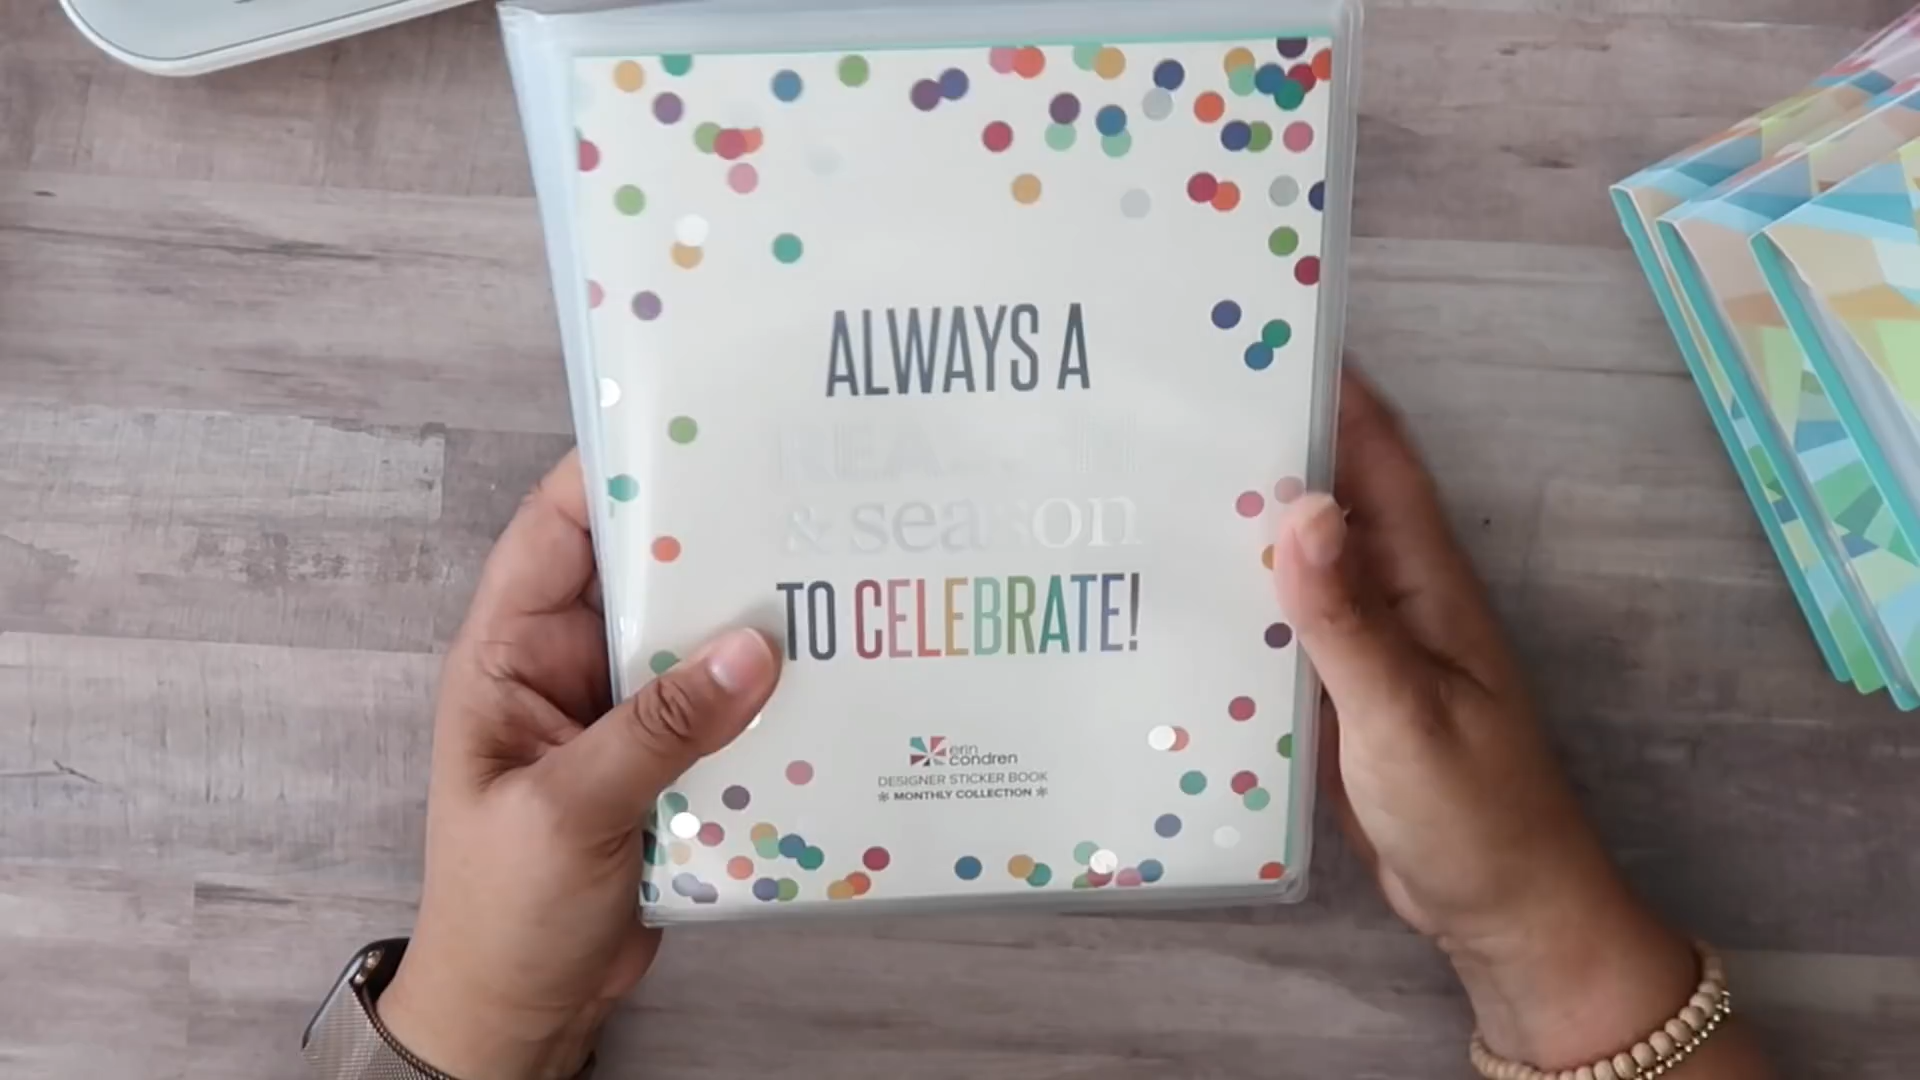 ALWAYS A
& season
TO CELEBRATE!
erin
condren
DESIGNER STICKER BOOK
* MONTHLY COLLECTION *